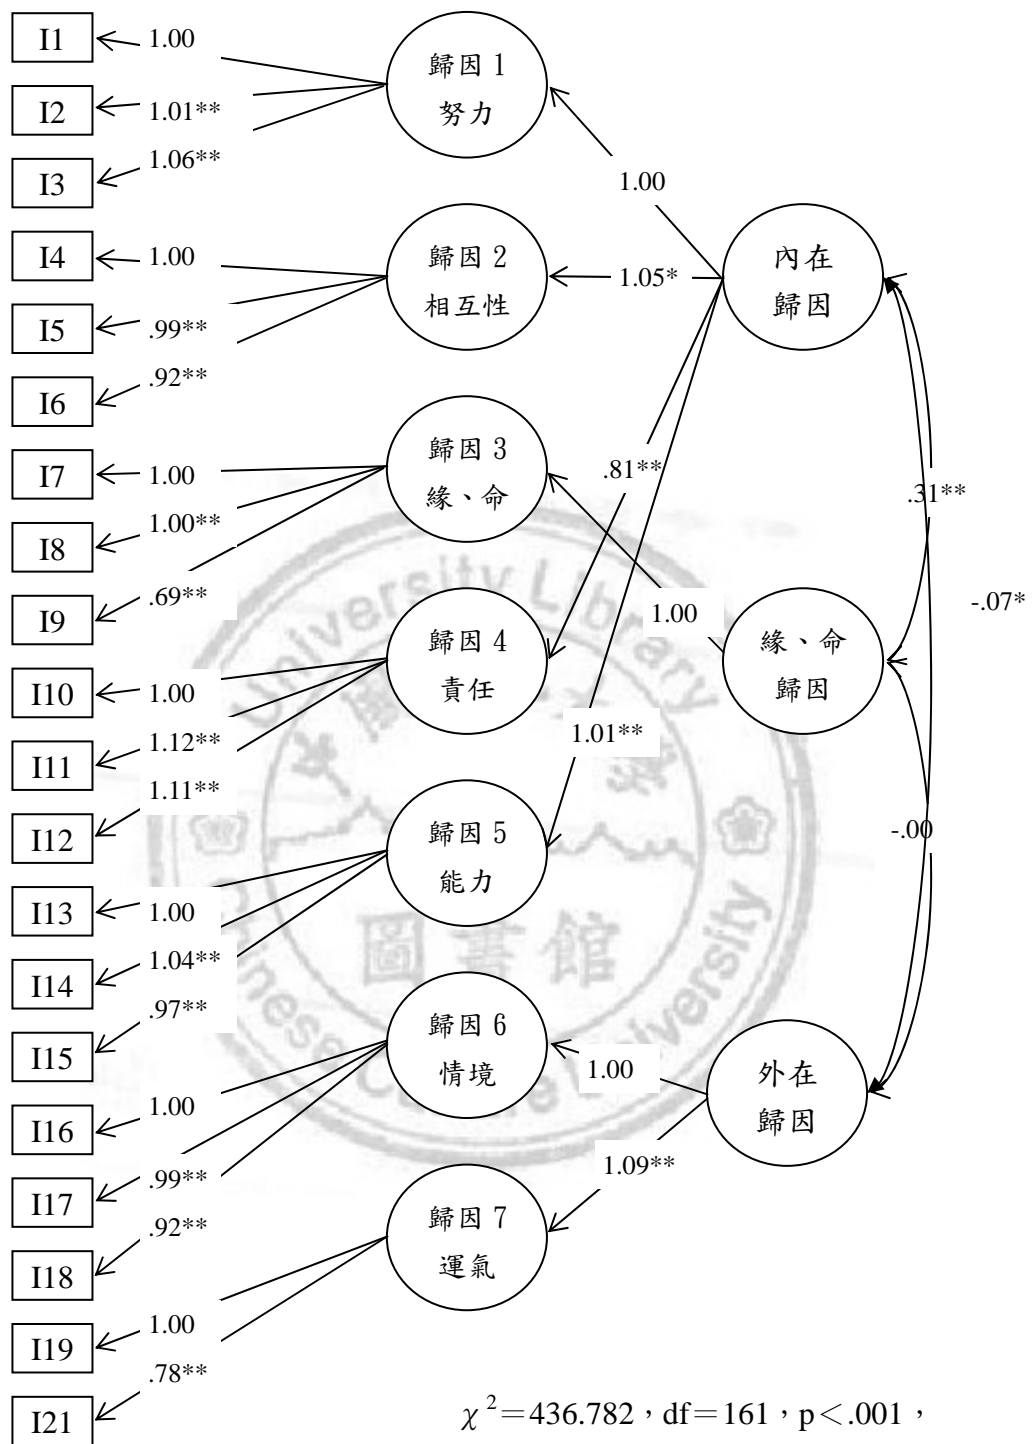 I1
1.00
I2
1.01**
I3
1.06**
歸因 1
努力
1.00
I4
1.00
I5
.99**
I6
.92**
歸因 2
相互性
1.05*
內在
歸因
I7
1.00
I8
1.00**
I9
.69**
歸因 3
緣、命
.81**
.31**
1.00
-.07*
緣、命
歸因
I10
1.00
I11
1.12**
I12
1.11**
歸因 4
責任
1.01**
-.00
I13
1.00
I14
1.04**
I15
.97**
歸因 5
能力
I16
1.00
I17
.99**
I18
.92**
歸因 6
情境
1.00
外在
歸因
1.09**
I19
1.00
I21
.78**
歸因 7
運氣
University Library
圖書館
University
χ²＝436.782，df＝161，p＜.001，